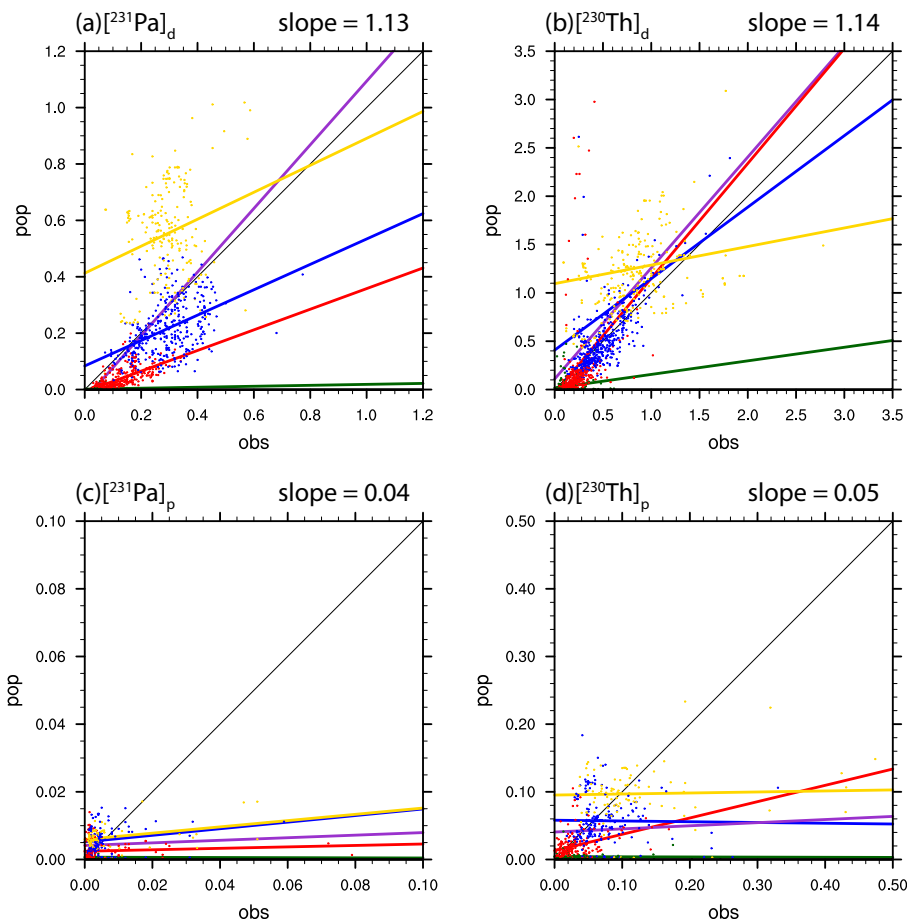 (a)[²³¹Pa]d slope = 1.13
(b)[²³⁰Th]d slope = 1.14
1.2
1.0
0.8
0.6
0.4
0.2
0.0
pop
0.0 0.2 0.4 0.6 0.8 1.0 1.2
obs
3.5
3.0
2.5
2.0
1.5
1.0
0.5
0.0
pop
0.0 0.5 1.0 1.5 2.0 2.5 3.0 3.5
obs
(c)[²³¹Pa]p slope = 0.04
(d)[²³⁰Th]p slope = 0.05
0.10
0.08
0.06
0.04
0.02
0.00
pop
0.00 0.02 0.04 0.06 0.08 0.10
obs
0.50
0.40
0.30
0.20
0.10
0.00
pop
0.00 0.10 0.20 0.30 0.40 0.50
obs